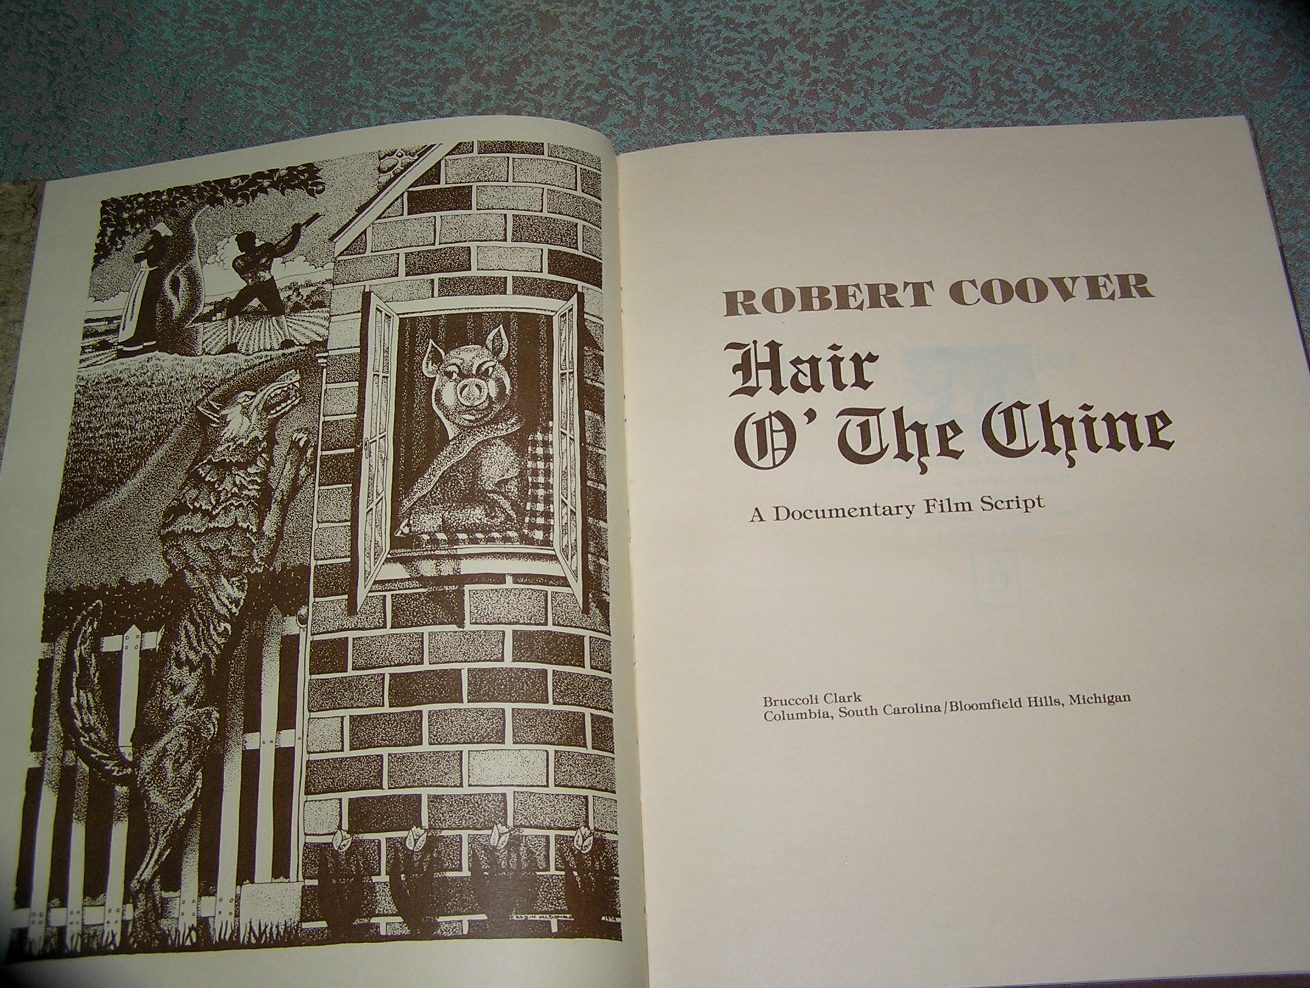 ROBERT COOVER
Hair
O' The Chine
A Documentary Film Script
Bruccoli Clark
Columbia, South Carolina/Bloomfield Hills, Michigan